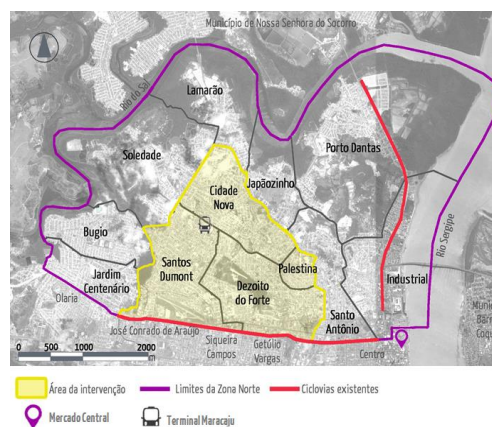 Município de Nossa Senhora do Socorro
Rio do Sal
Lamarão
Soledade
Porto Dantas
Japãozinho
Cidade
Nova
Bugio
Rio Sergipe
Jardim
Centenário
Santos
Dumont
Palestina
Dezoito
do Forte
Industrial
Olaria
Santo
Antônio
José Conrado de Araújo
Siqueira
Campos
Getúlio
Vargas
Centro
0 500 1000 2000
m
Área da intervenção
Limites da Zona Norte
Ciclovias existentes
Mercado Central
Terminal Maracaju